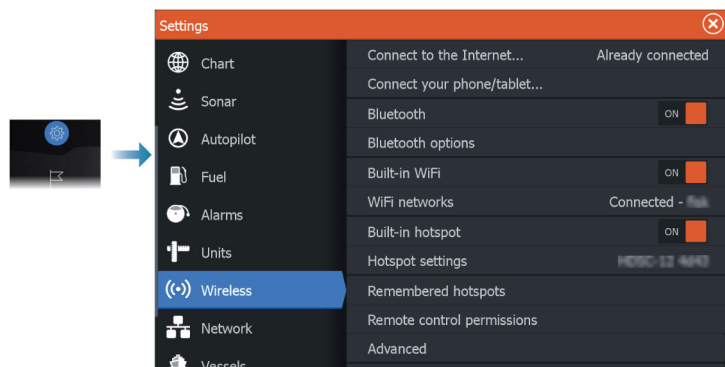 Settings
Chart
Sonar
Autopilot
Fuel
Alarms
Units
Wireless
Network
Vessels
Connect to the Internet... Already connected
Connect your phone/tablet...
Bluetooth ON
Bluetooth options
Built-in WiFi ON
WiFi networks Connected -
Built-in hotspot ON
Hotspot settings
Remembered hotspots
Remote control permissions
Advanced